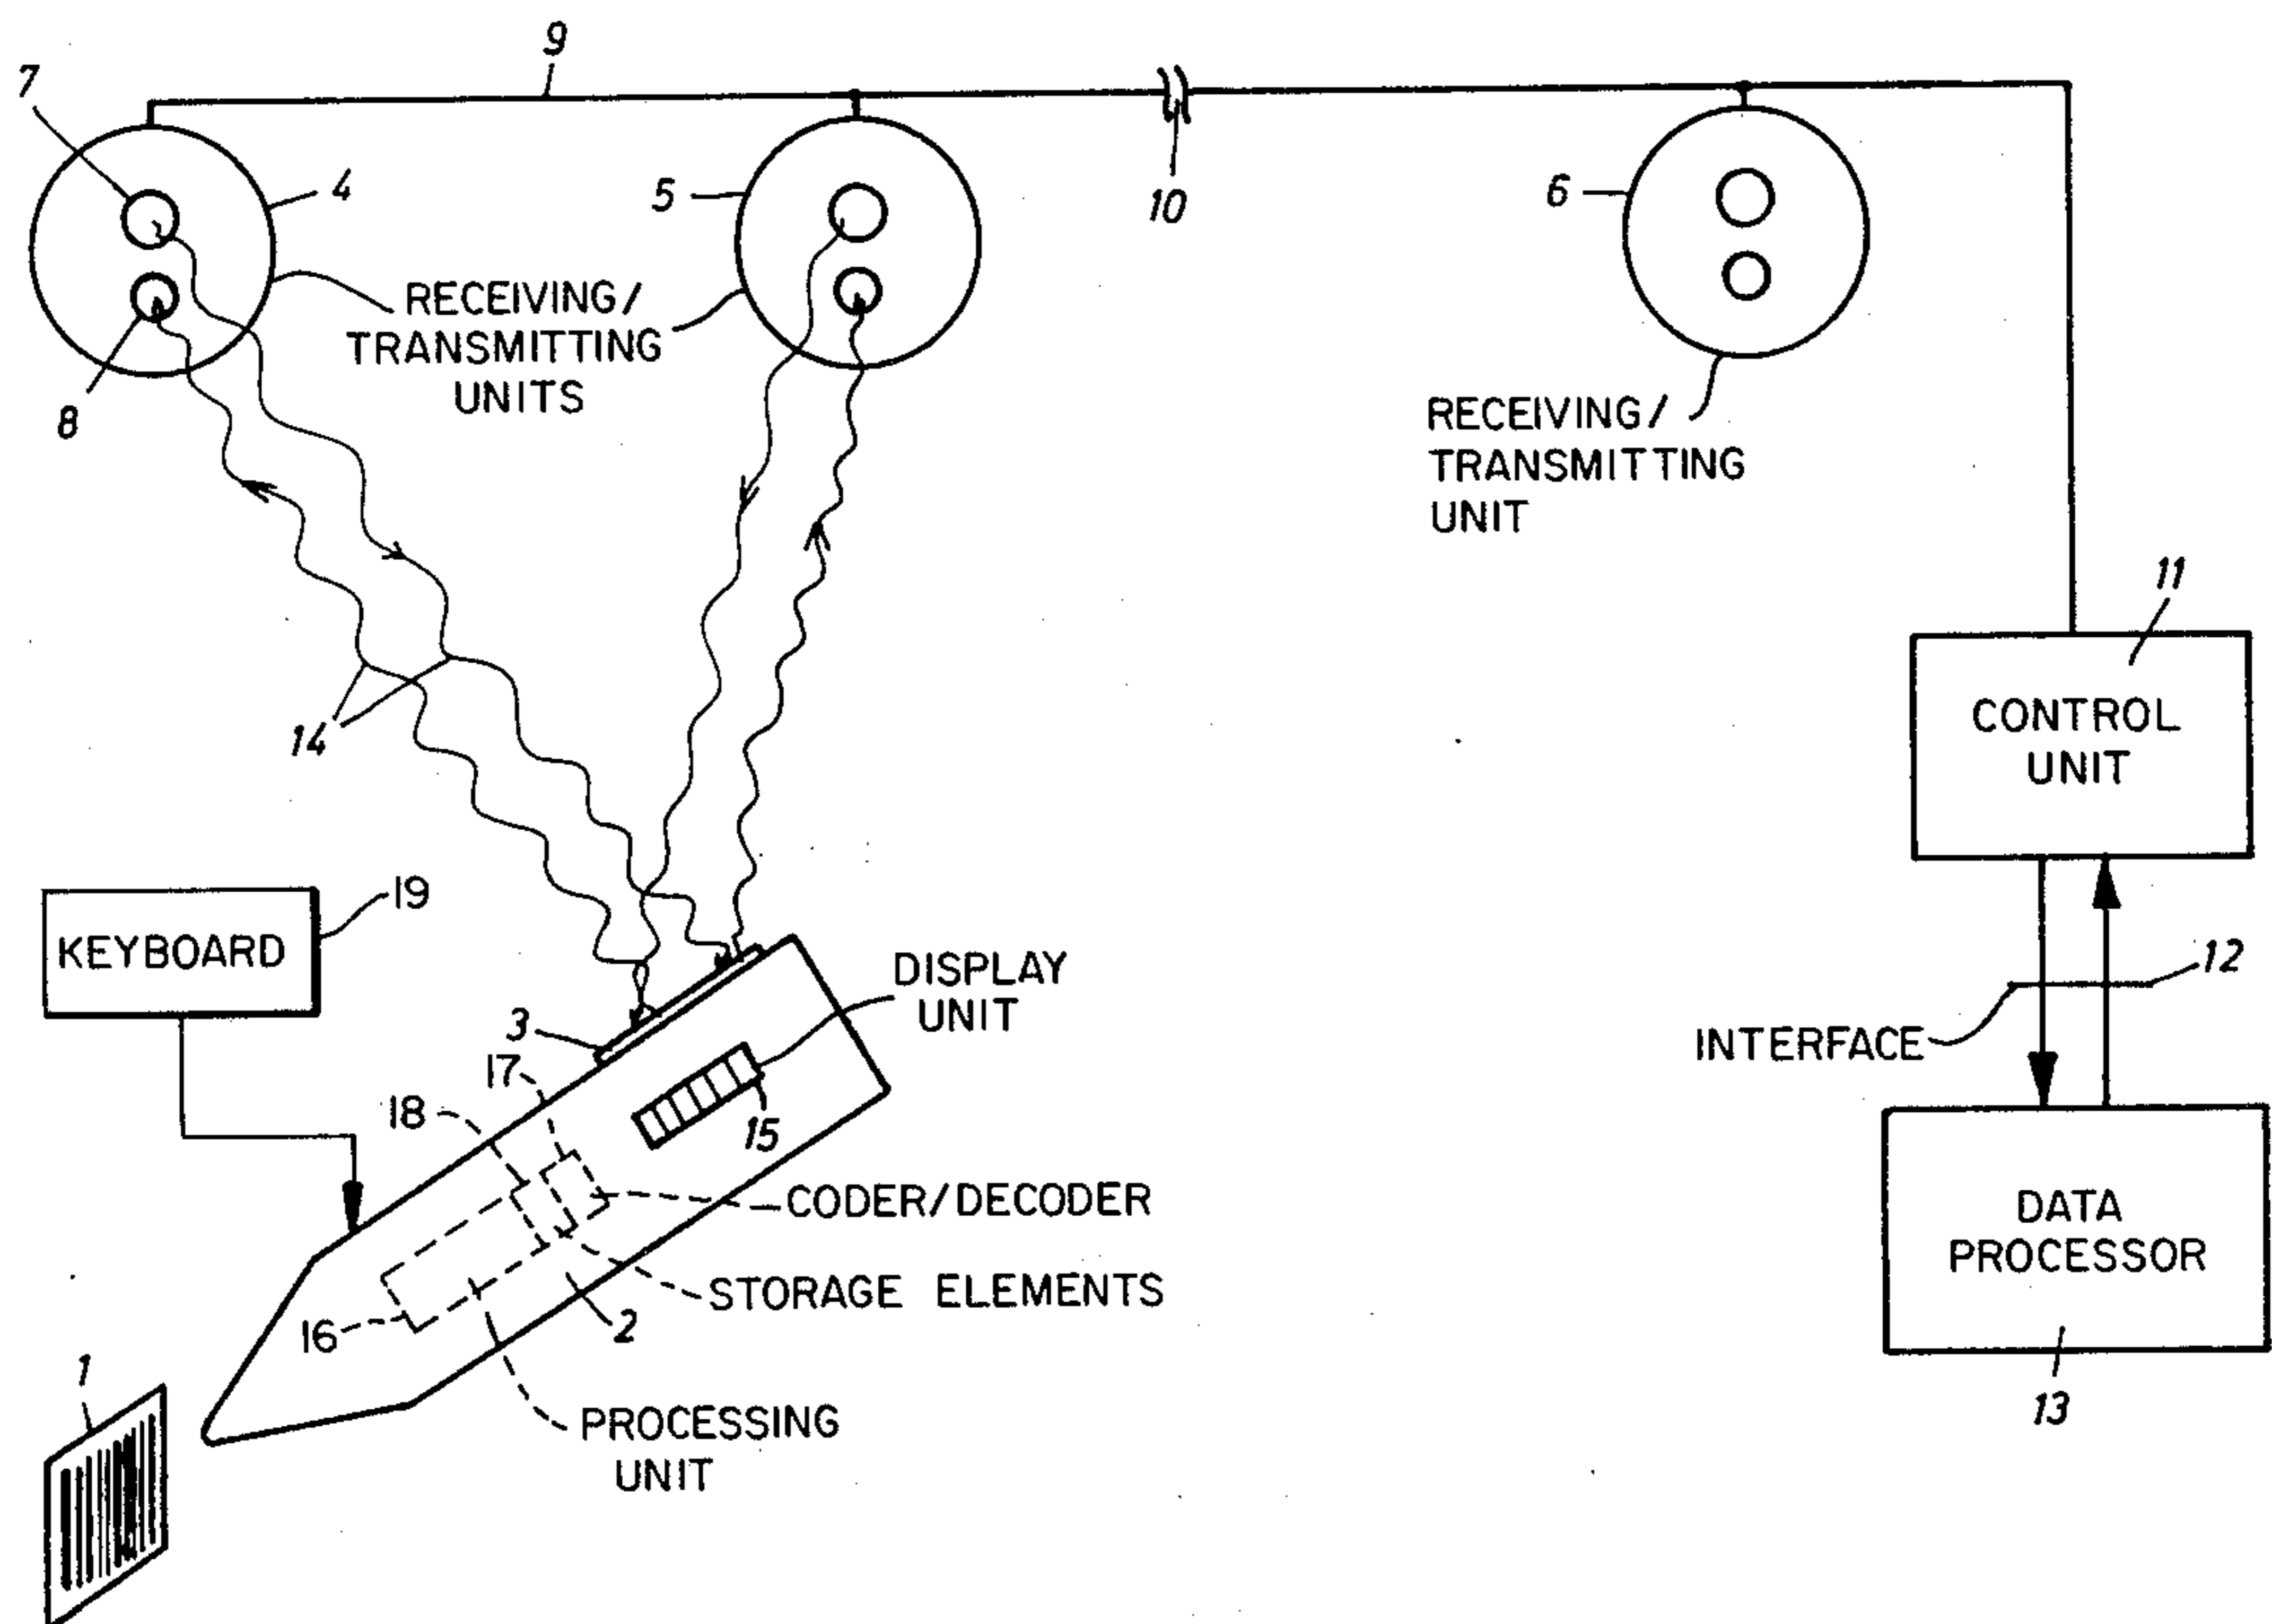 9
7
4
5
10
6
RECEIVING/
TRANSMITTING
UNITS
8
RECEIVING/
TRANSMITTING
UNIT
11
CONTROL
UNIT
14
KEYBOARD
19
DISPLAY
UNIT
12
INTERFACE
3
17
18
15
CODER/DECODER
STORAGE ELEMENTS
16
2
DATA
PROCESSOR
13
1
PROCESSING
UNIT